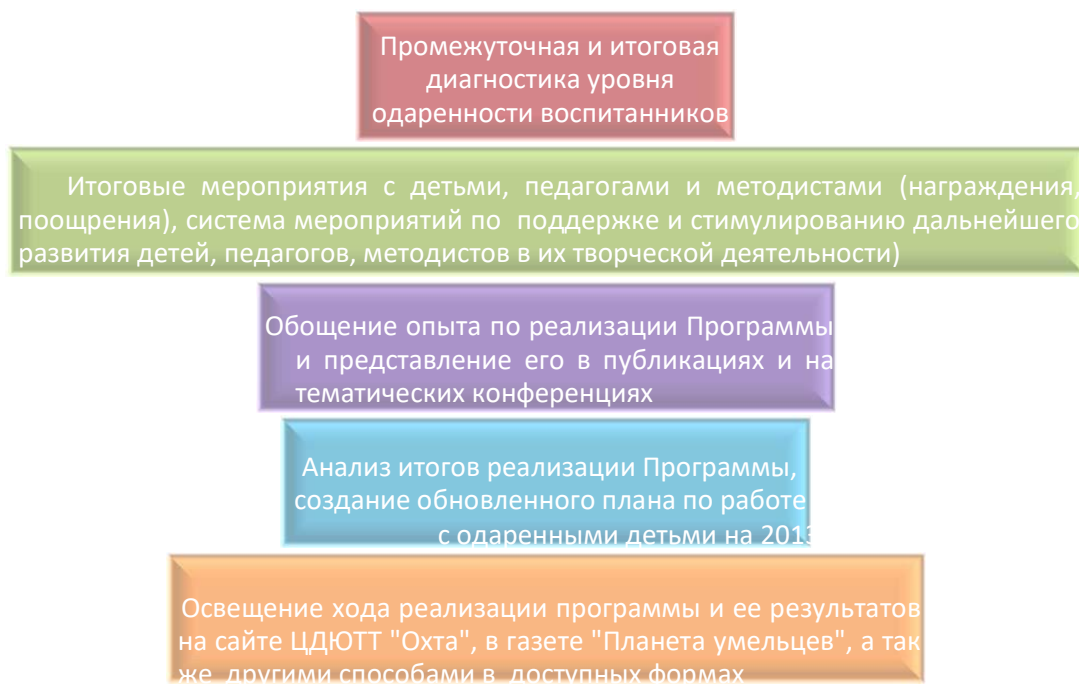 Промежуточная и итоговая
диагностика уровня
одаренности воспитанников
Итоговые мероприятия с детьми, педагогами и методистами (награждения,
поощрения), система мероприятий по поддержке и стимулированию дальнейшего
развития детей, педагогов, методистов в их творческой деятельности)
Обощение опыта по реализации Программы
и представление его в публикациях и на
тематических конференциях
Анализ итогов реализации Программы,
создание обновленного плана по работе
с одаренными детьми на 2013
Освещение хода реализации программы и ее результатов
на сайте ЦДЮТТ "Охта", в газете "Планета умельцев", а так
же другими способами в доступных формах